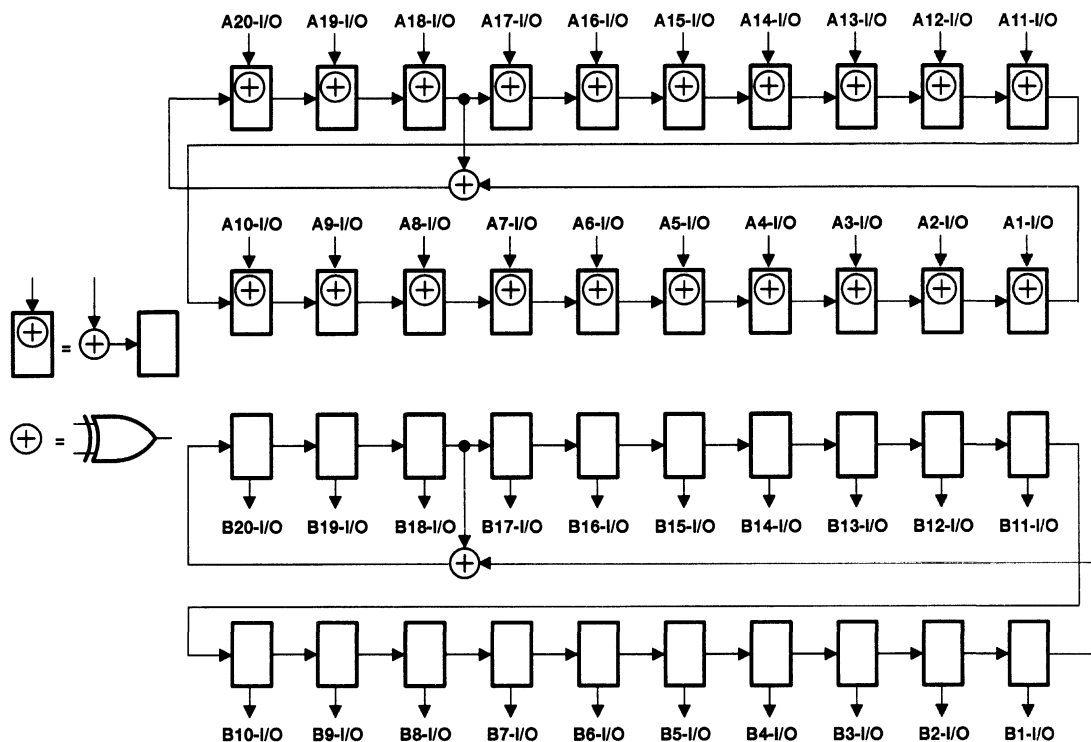 A20-I/O A19-I/O A18-I/O A17-I/O A16-I/O A15-I/O A14-I/O A13-I/O A12-I/O A11-I/O
A10-I/O A9-I/O A8-I/O A7-I/O A6-I/O A5-I/O A4-I/O A3-I/O A2-I/O A1-I/O
=
=
B20-I/O B19-I/O B18-I/O B17-I/O B16-I/O B15-I/O B14-I/O B13-I/O B12-I/O B11-I/O
B10-I/O B9-I/O B8-I/O B7-I/O B6-I/O B5-I/O B4-I/O B3-I/O B2-I/O B1-I/O